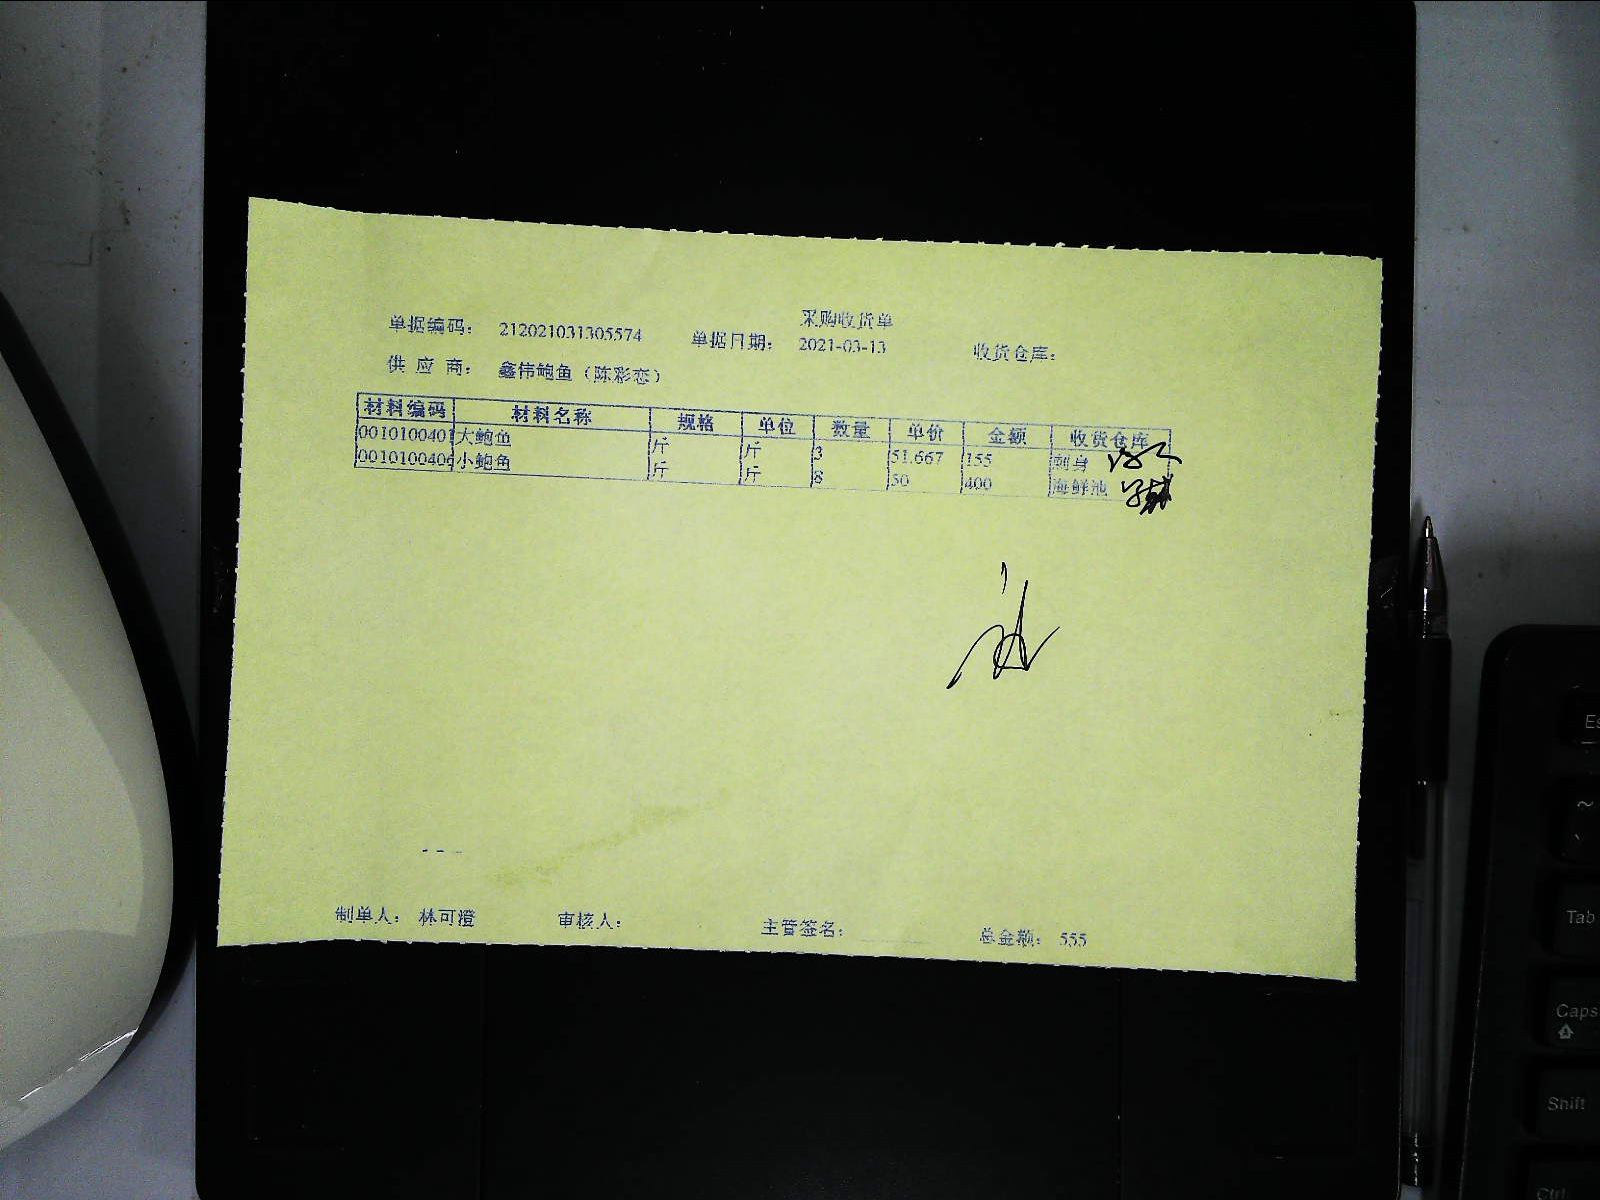 采购收货单
单据编码： 212021031305574 单据日期： 2021-03-13 收货仓库：
供 应 商： 鑫伟鲍鱼（陈彩恋）
材料编码 材料名称 规格 单位 数量 单价 金额 收货仓库
0010100401 大鲍鱼 斤 斤 3 51.667 155 刺身
0010100406 小鲍鱼 斤 斤 8 50 400 海鲜池
制单人： 林可澄 审核人： 主管签名： 总金额： 555
~
Tab
Caps
Shift